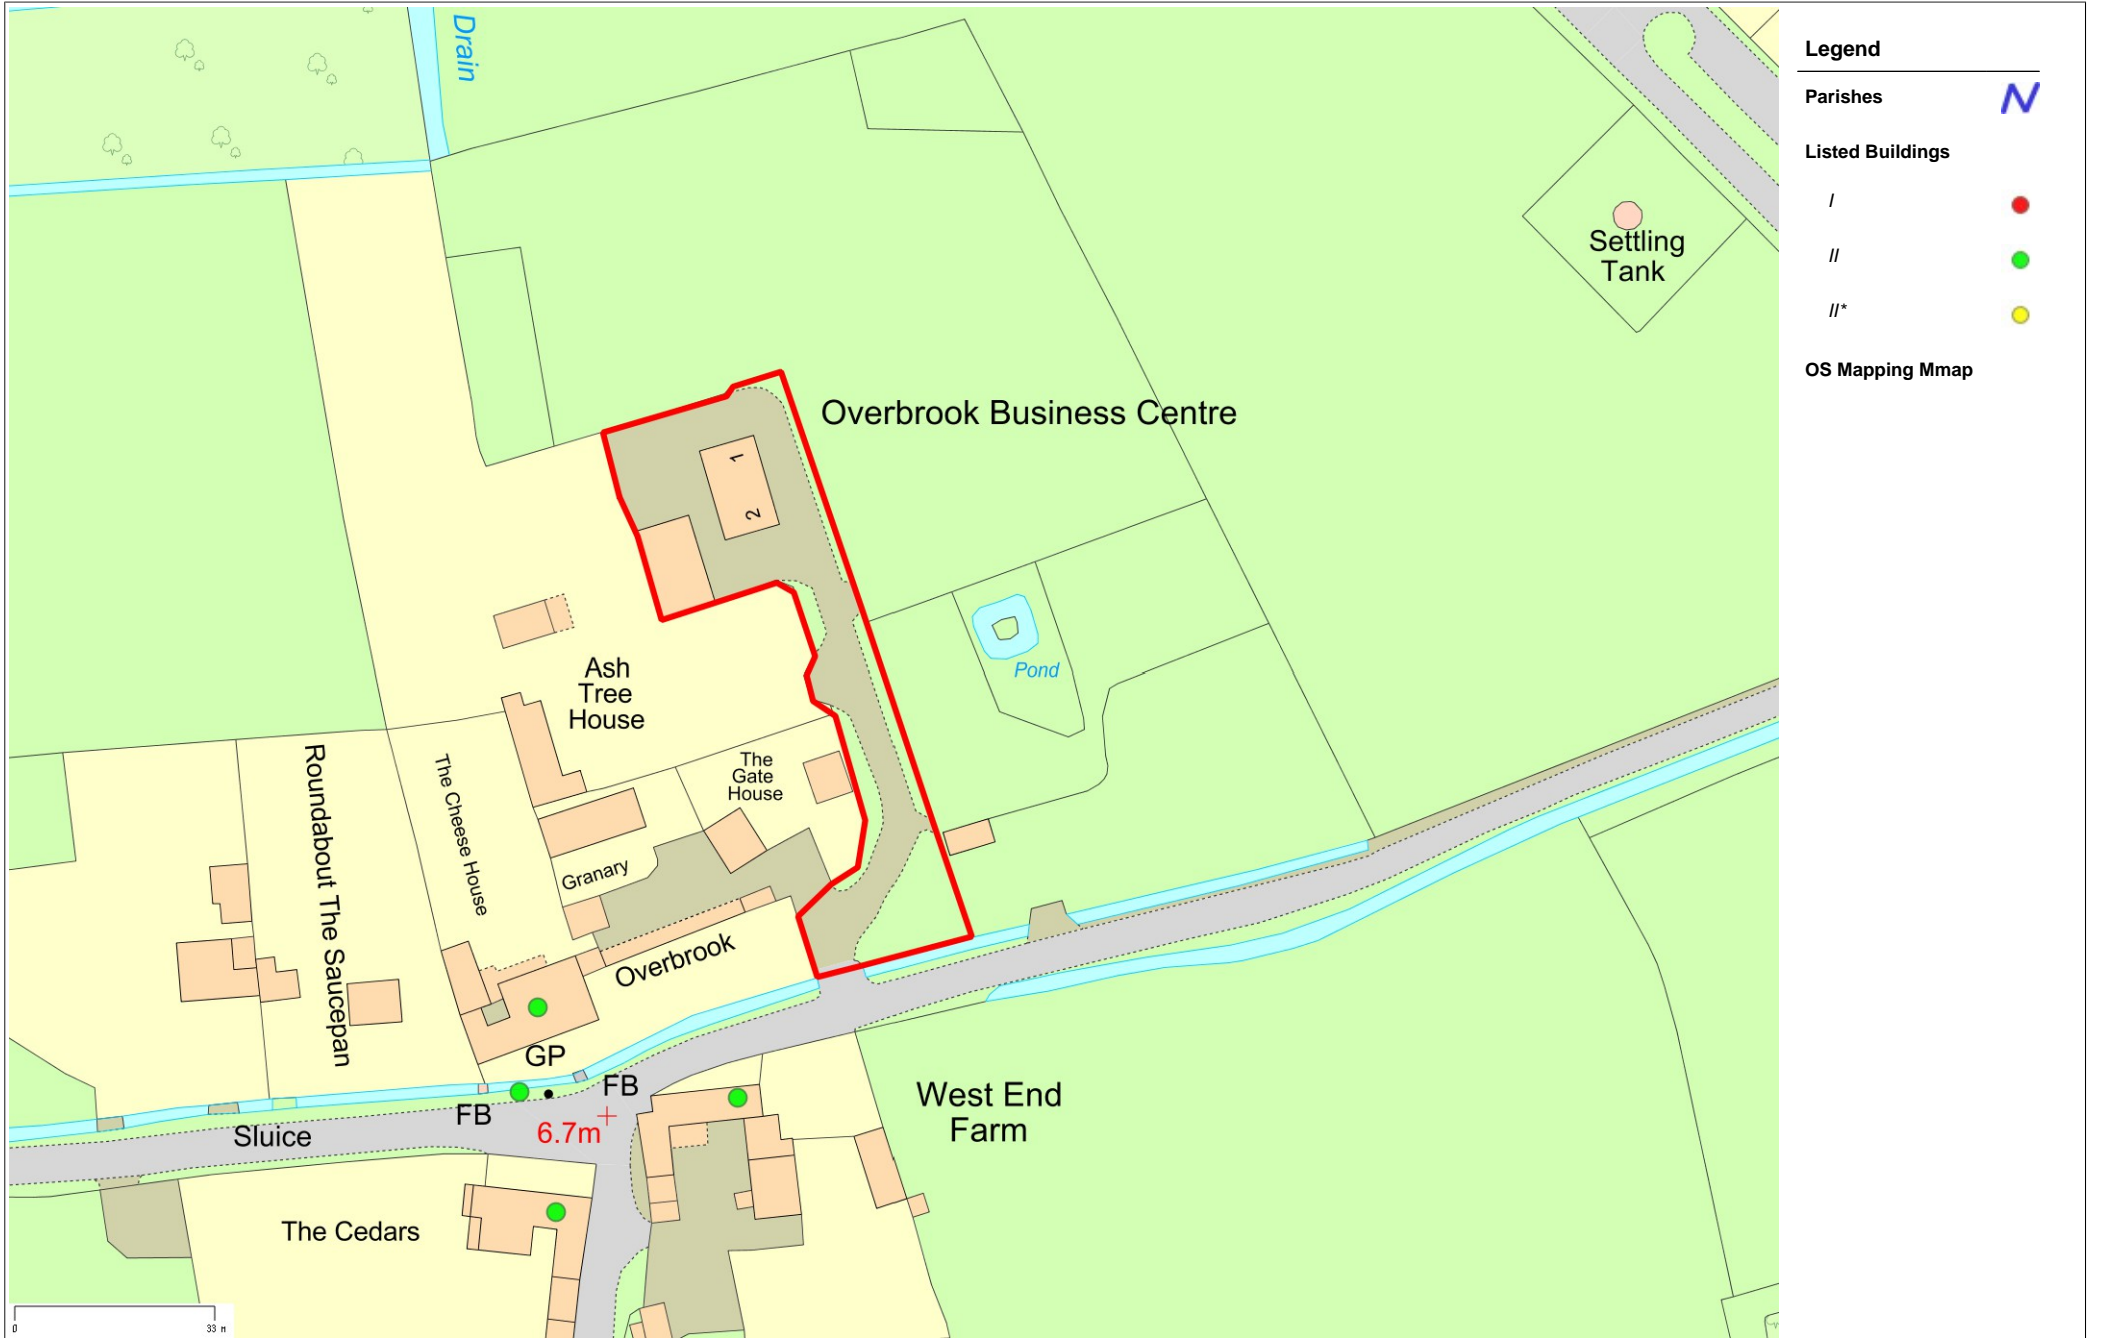 Drain
Legend
Parishes
Listed Buildings
I
II
II*
OS Mapping Mmap
Settling
Tank
Overbrook Business Centre
1
2
Pond
Ash
Tree
House
The
Gate
House
Roundabout The Saucepan
The Cheese House
Granary
Overbrook
GP
FB
FB
6.7m
Sluice
West End
Farm
The Cedars
0
33 m